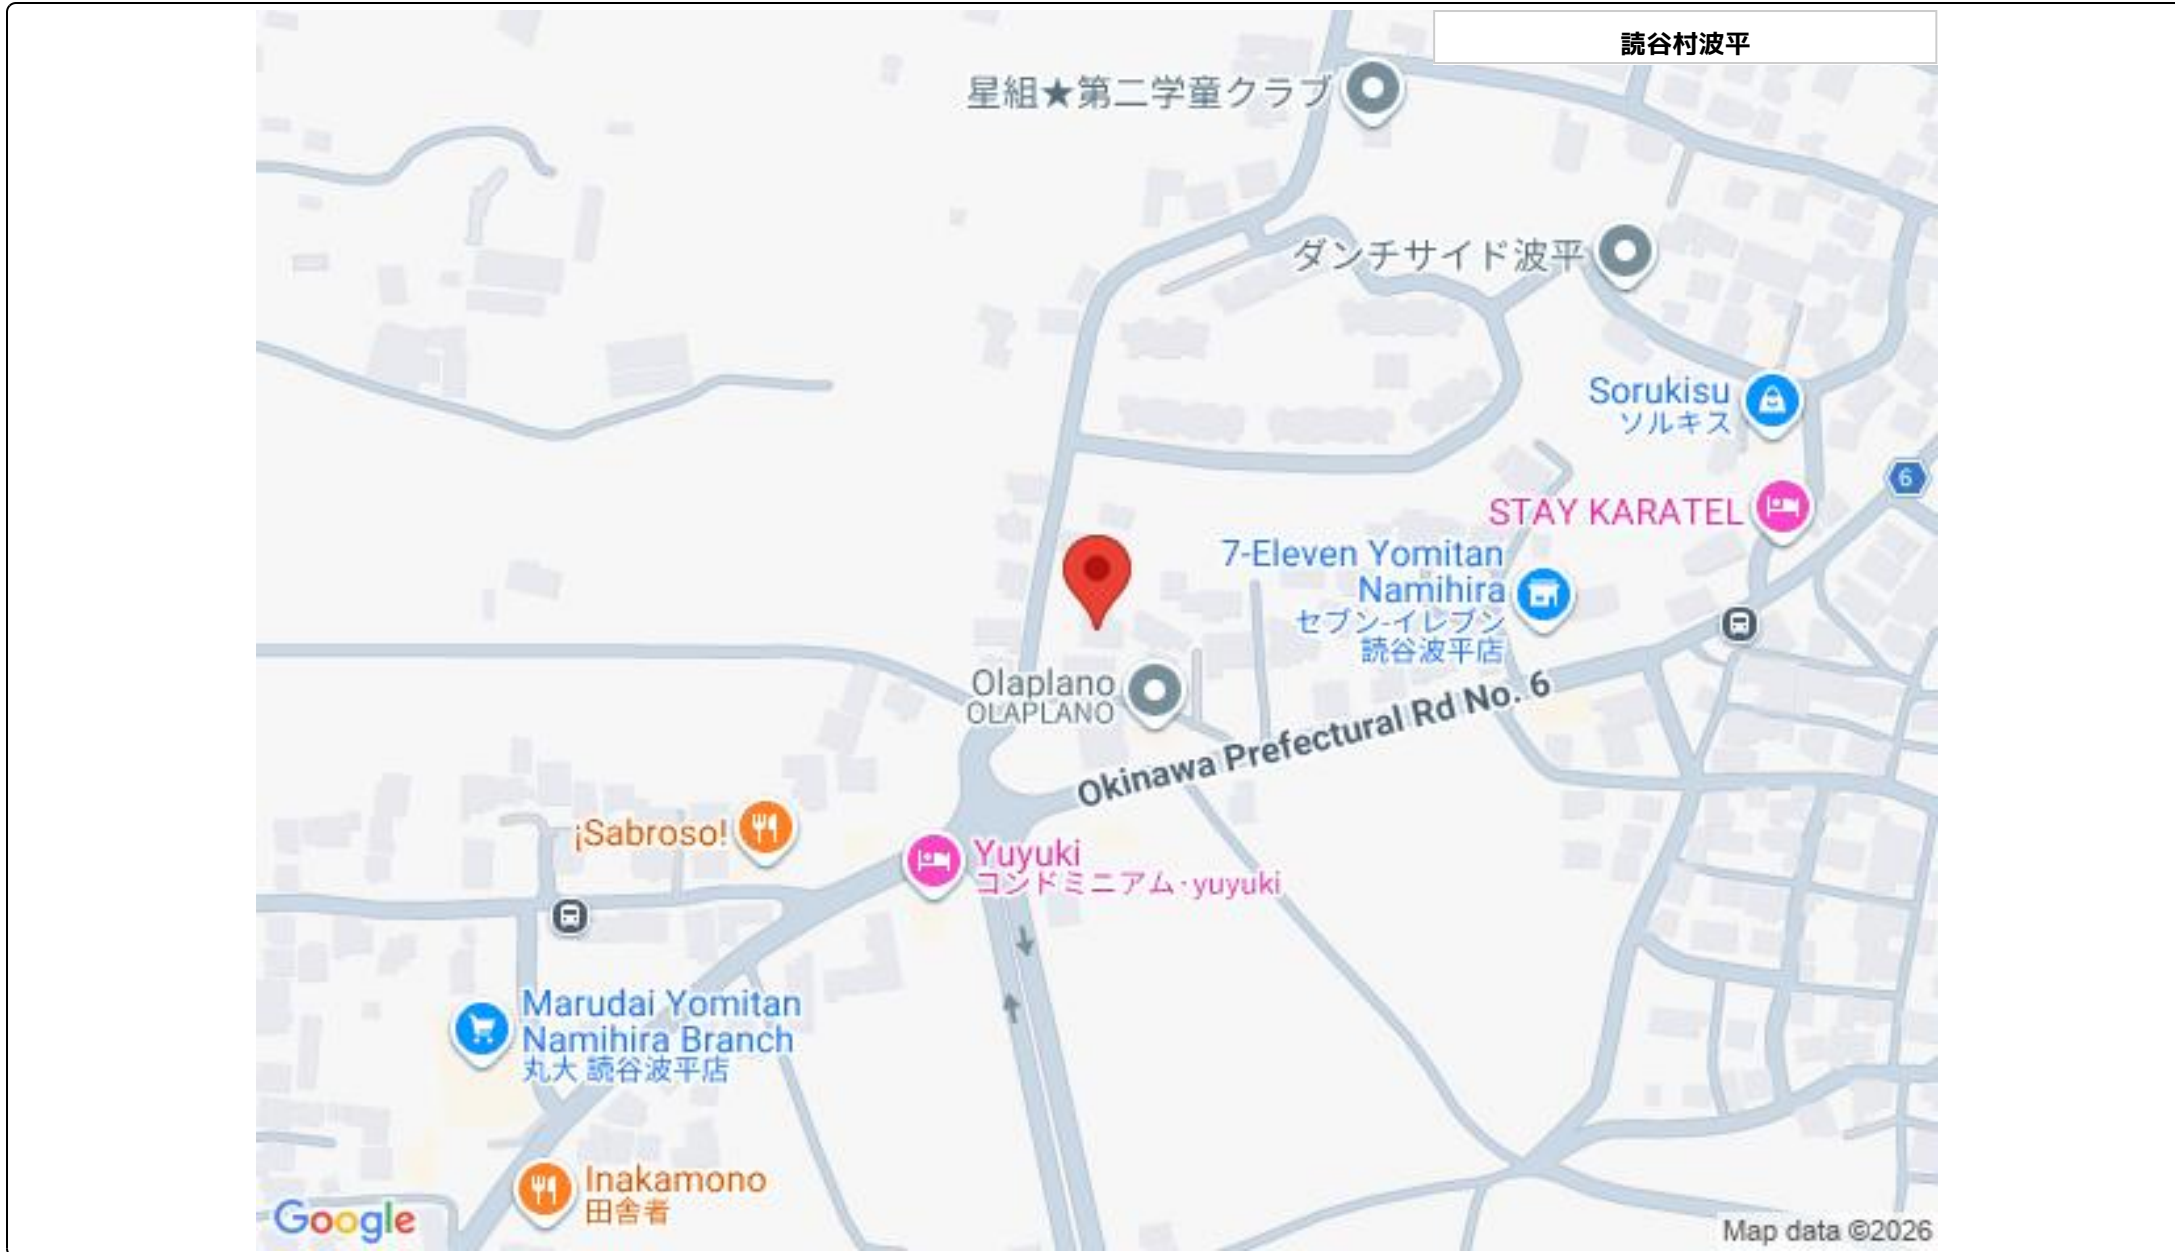 読谷村波平
星組★第二学童クラブ
ダンチサイド波平
Sorukisu
ソルキス
6
STAY KARATEL
7-Eleven Yomitan
Namihira
セブン-イレブン
読谷波平店
Olaplano
OLAPLANO
Okinawa Prefectural Rd No. 6
¡Sabroso!
Yuyuki
コンドミニアム·yuyuki
Marudai Yomitan
Namihira Branch
丸大 読谷波平店
Inakamono
田舎者
Google
Map data ©2026